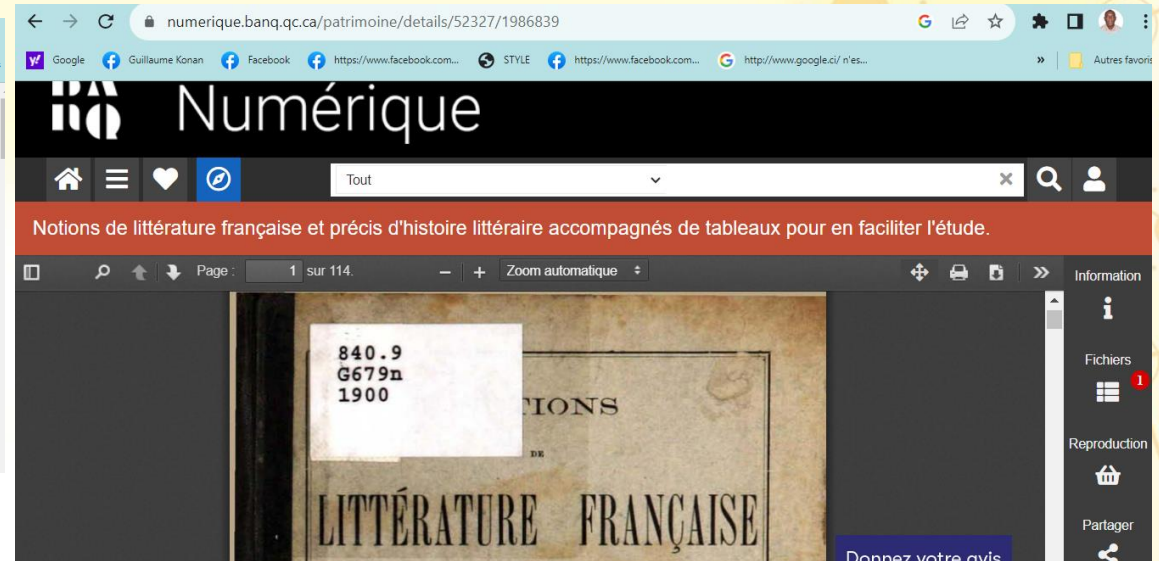 numerique.banq.qc.ca/patrimoine/details/52327/1986839
Google Guillaume Konan Facebook https://www.facebook.com... STYLE https://www.facebook.com... http://www.google.ci/ n'es... » Autres favoris
BANQ Numérique
Tout
Notions de littérature française et précis d'histoire littéraire accompagnés de tableaux pour en faciliter l'étude.
Page : 1 sur 114. Zoom automatique
Information
Fichiers
1
Reproduction
Partager
840.9
G679n
1900
TIONS
DE
LITTÉRATURE FRANÇAISE
Donnez votre avis